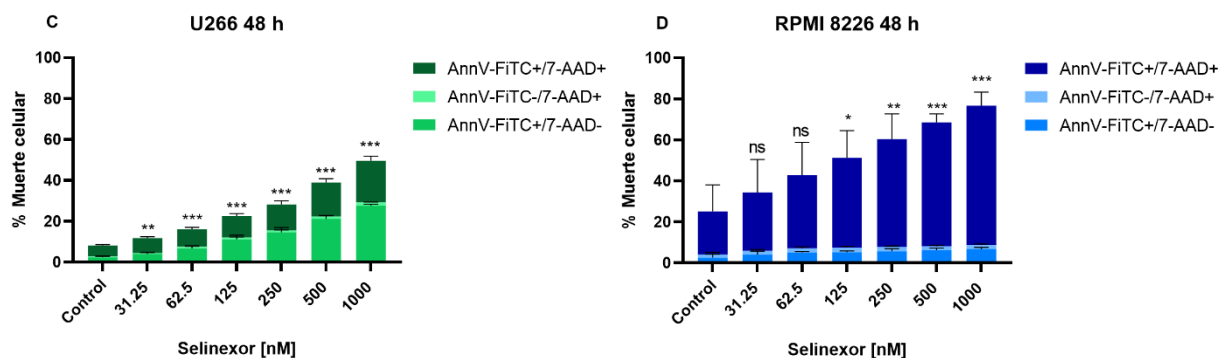 C
U266 48 h
100
80
60
40
20
0
% Muerte celular
**
***
***
***
***
***
Control
31.25
62.5
125
250
500
1000
Selinexor [nM]
AnnV-FiTC+/7-AAD+
AnnV-FiTC-/7-AAD+
AnnV-FiTC+/7-AAD-
D
RPMI 8226 48 h
100
80
60
40
20
0
% Muerte celular
ns
ns
*
**
***
***
Control
31.25
62.5
125
250
500
1000
Selinexor [nM]
AnnV-FiTC+/7-AAD+
AnnV-FiTC-/7-AAD+
AnnV-FiTC+/7-AAD-